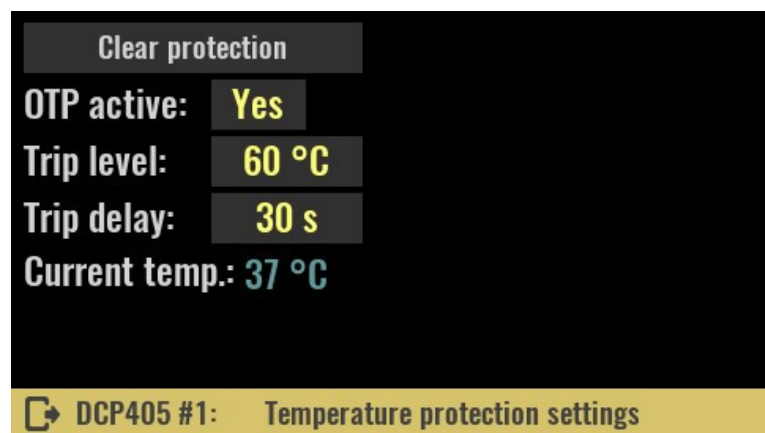 Clear protection
OTP active: Yes
Trip level: 60 °C
Trip delay: 30 s
Current temp.: 37 °C
DCP405 #1: Temperature protection settings